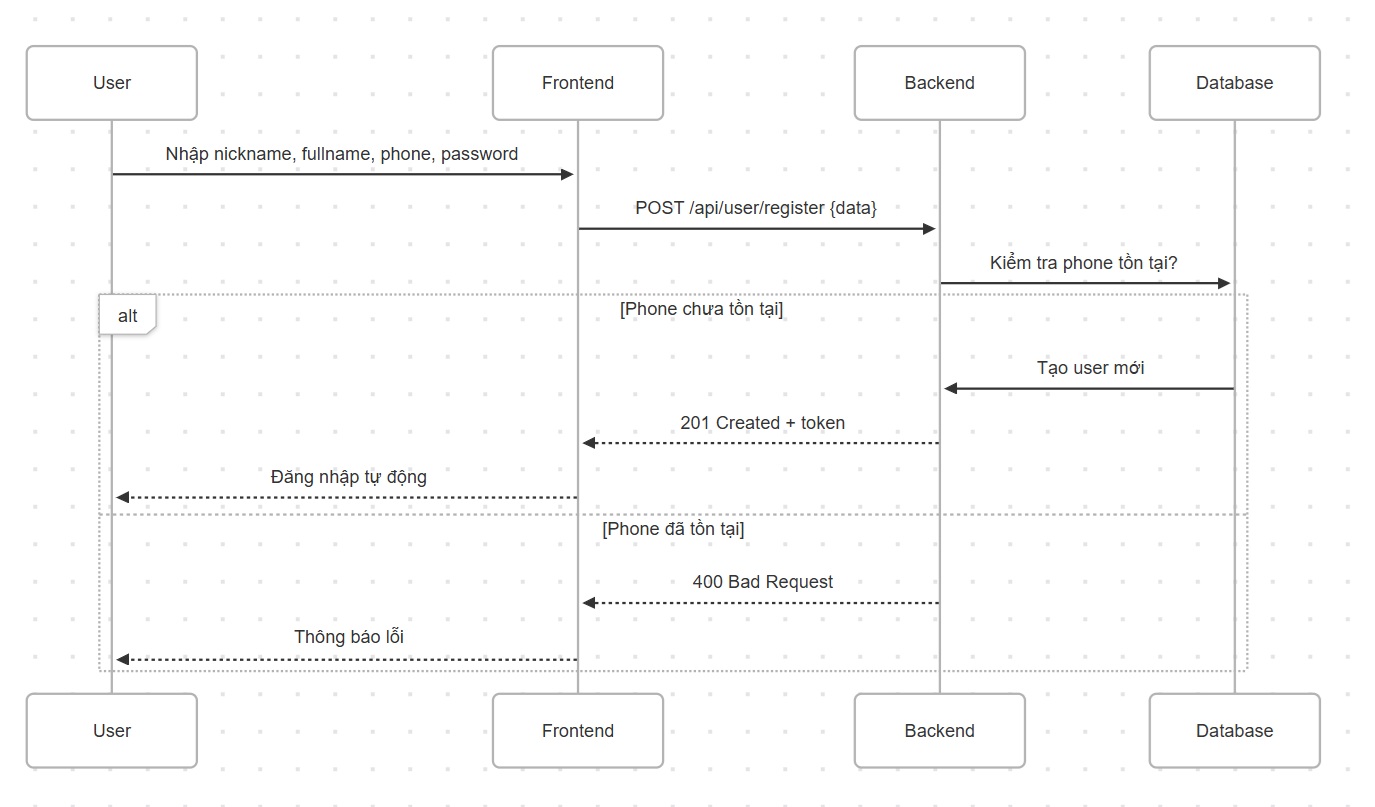 User
Frontend
Backend
Database
Nhập nickname, fullname, phone, password
POST /api/user/register {data}
Kiểm tra phone tồn tại?
alt
[Phone chưa tồn tại]
Tạo user mới
201 Created + token
Đăng nhập tự động
[Phone đã tồn tại]
400 Bad Request
Thông báo lỗi
User
Frontend
Backend
Database